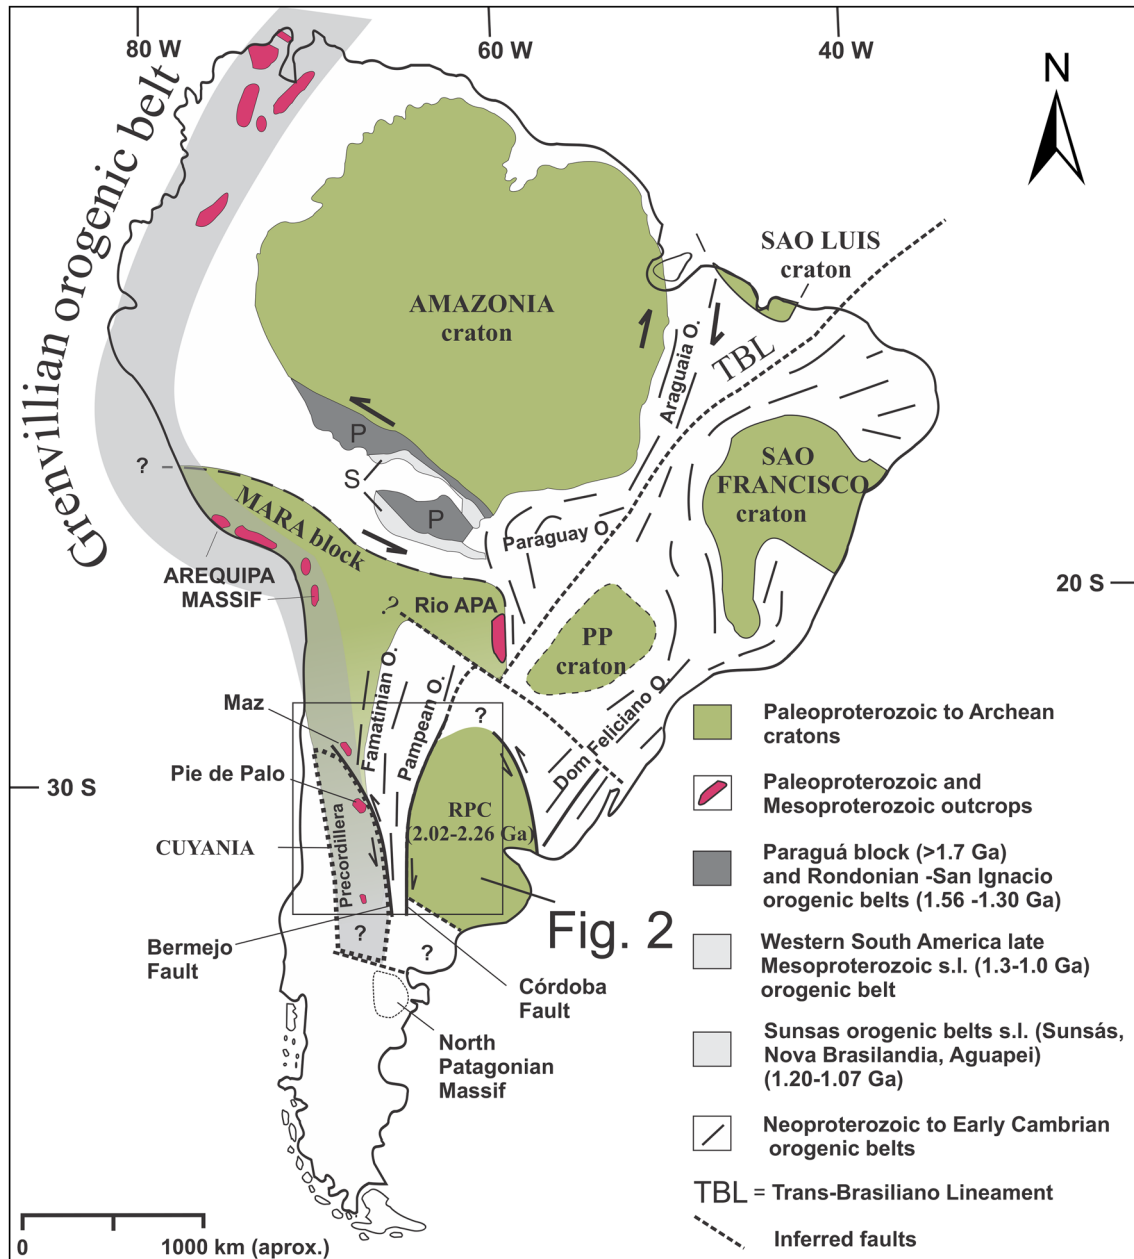 80 W
60 W
40 W
N
Grenvillian orogenic belt
SAO LUIS
craton
AMAZONIA
craton
Araguaia O.
TBL
P
S
P
?
SAO
FRANCISCO
craton
MARA block
Paraguay O.
AREQUIPA
MASSIF
20 S
? Rio APA
PP
craton
Maz
Famatinian O.
Pampean O.
?
Dom Feliciano O.
Pie de Palo
30 S
RPC
(2.02-2.26 Ga)
CUYANIA
Precordillera
Fig. 2
Bermejo
Fault
?
?
Córdoba
Fault
North
Patagonian
Massif
Paleoproterozoic to Archean
cratons
Paleoproterozoic and
Mesoproterozoic outcrops
Paraguá block (>1.7 Ga)
and Rondonian -San Ignacio
orogenic belts (1.56 -1.30 Ga)
Western South America late
Mesoproterozoic s.l. (1.3-1.0 Ga)
orogenic belt
Sunsas orogenic belts s.l. (Sunsás,
Nova Brasilandia, Aguapei)
(1.20-1.07 Ga)
Neoproterozoic to Early Cambrian
orogenic belts
TBL = Trans-Brasiliano Lineament
Inferred faults
0 1000 km (aprox.)